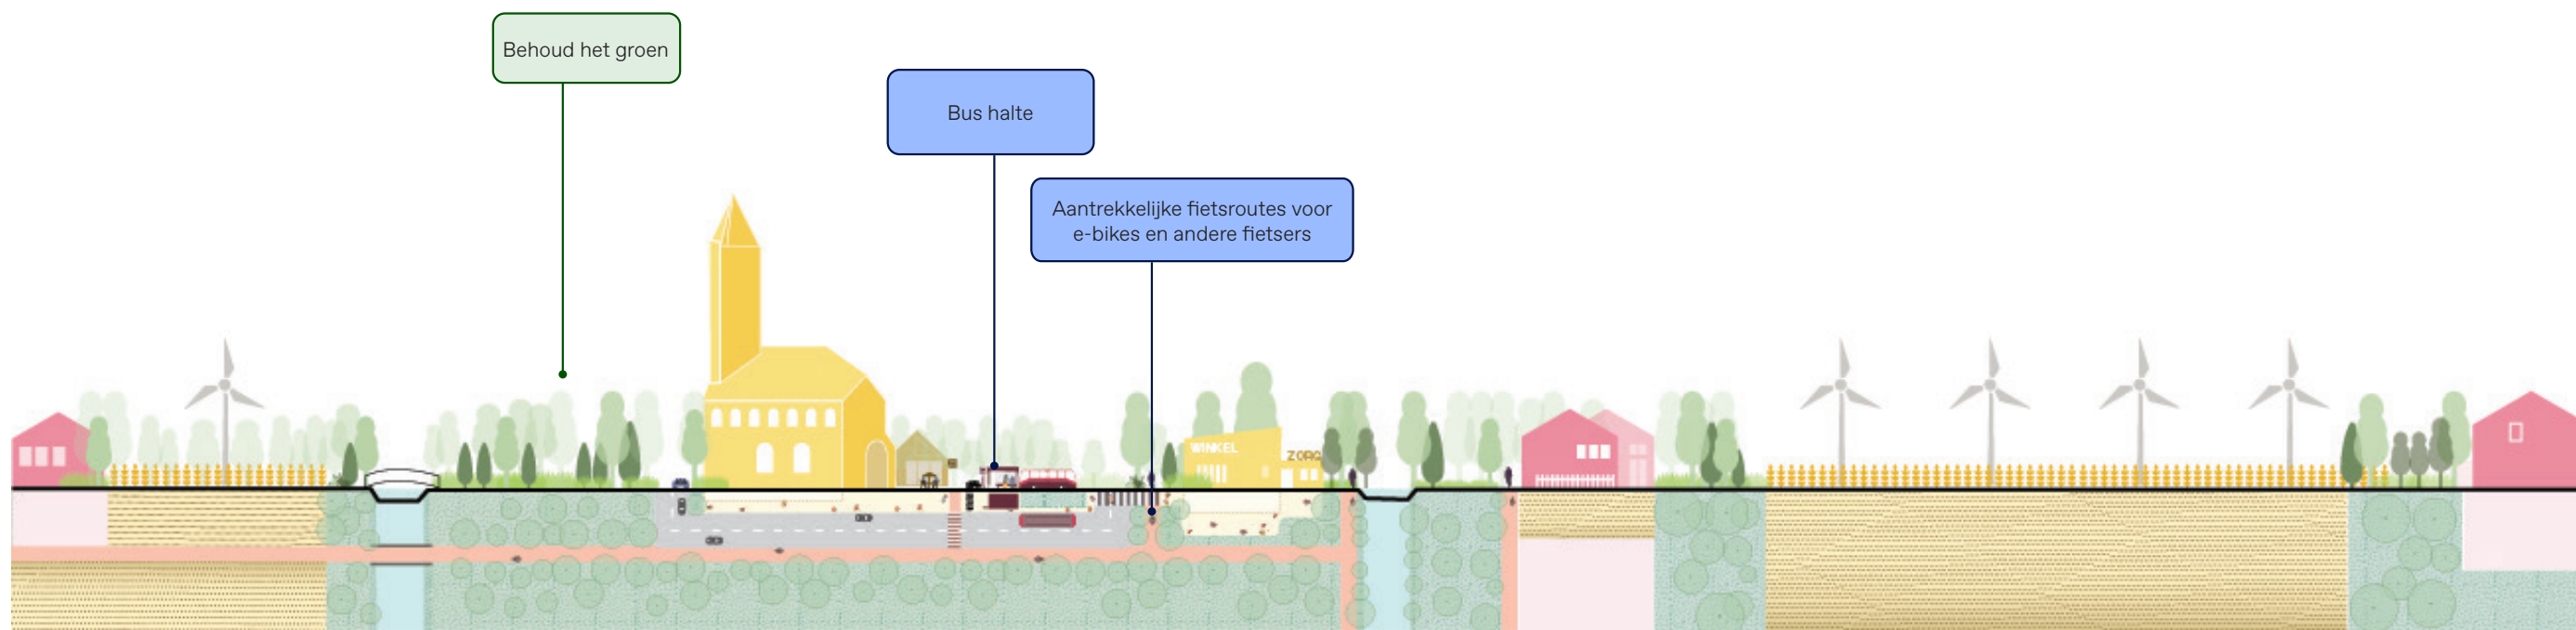 Behoud het groen
Bus halte
Aantrekkelijke fietsroutes voor
e-bikes en andere fietsers
WINKEL
ZORG